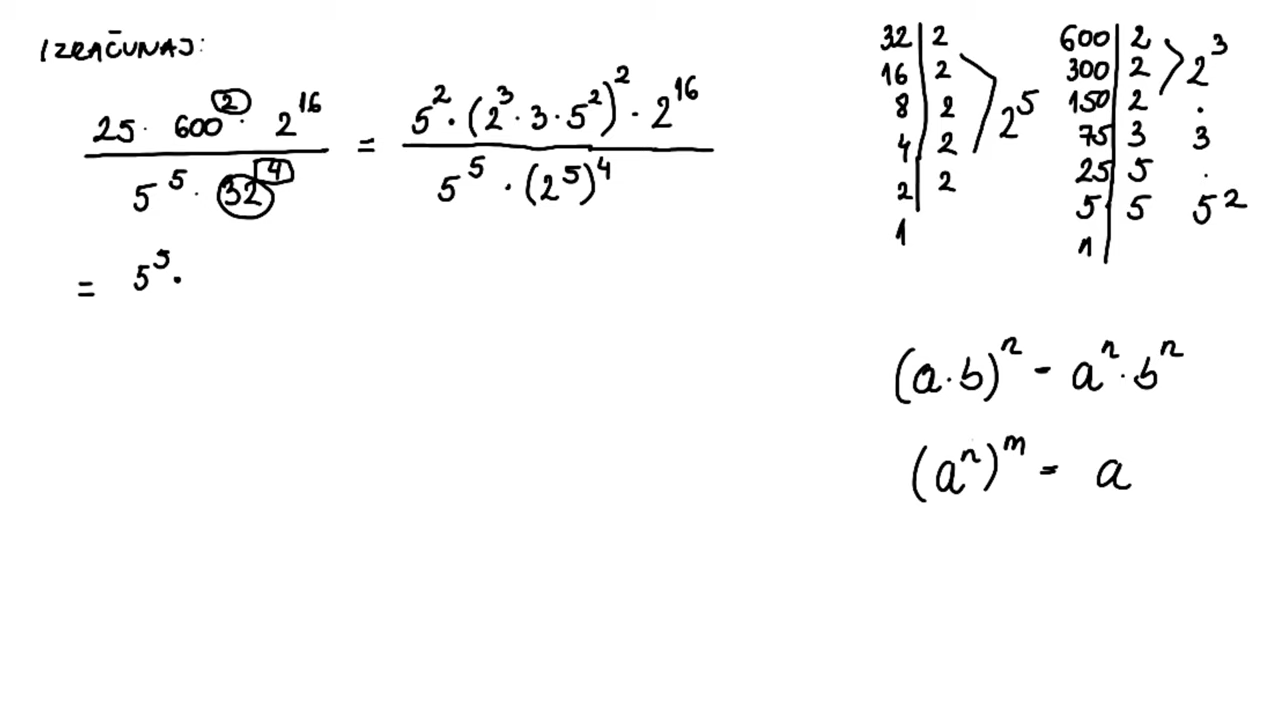 IZRAČUNAJ:
25 · 600^2 · 2^16 / 5^5 · 32^4 = 5^2 · (2^3 · 3 · 5^2)^2 · 2^16 / 5^5 · (2^5)^4
= 5^5 ·
32 | 2
16 | 2
8 | 2
4 | 2
2 | 2
1
2^5
600 | 2
300 | 2
150 | 2
75 | 3
25 | 5
5 | 5
1
2^3
·
3
·
5^2
(a · b)^n = a^n · b^n
(a^n)^m = a